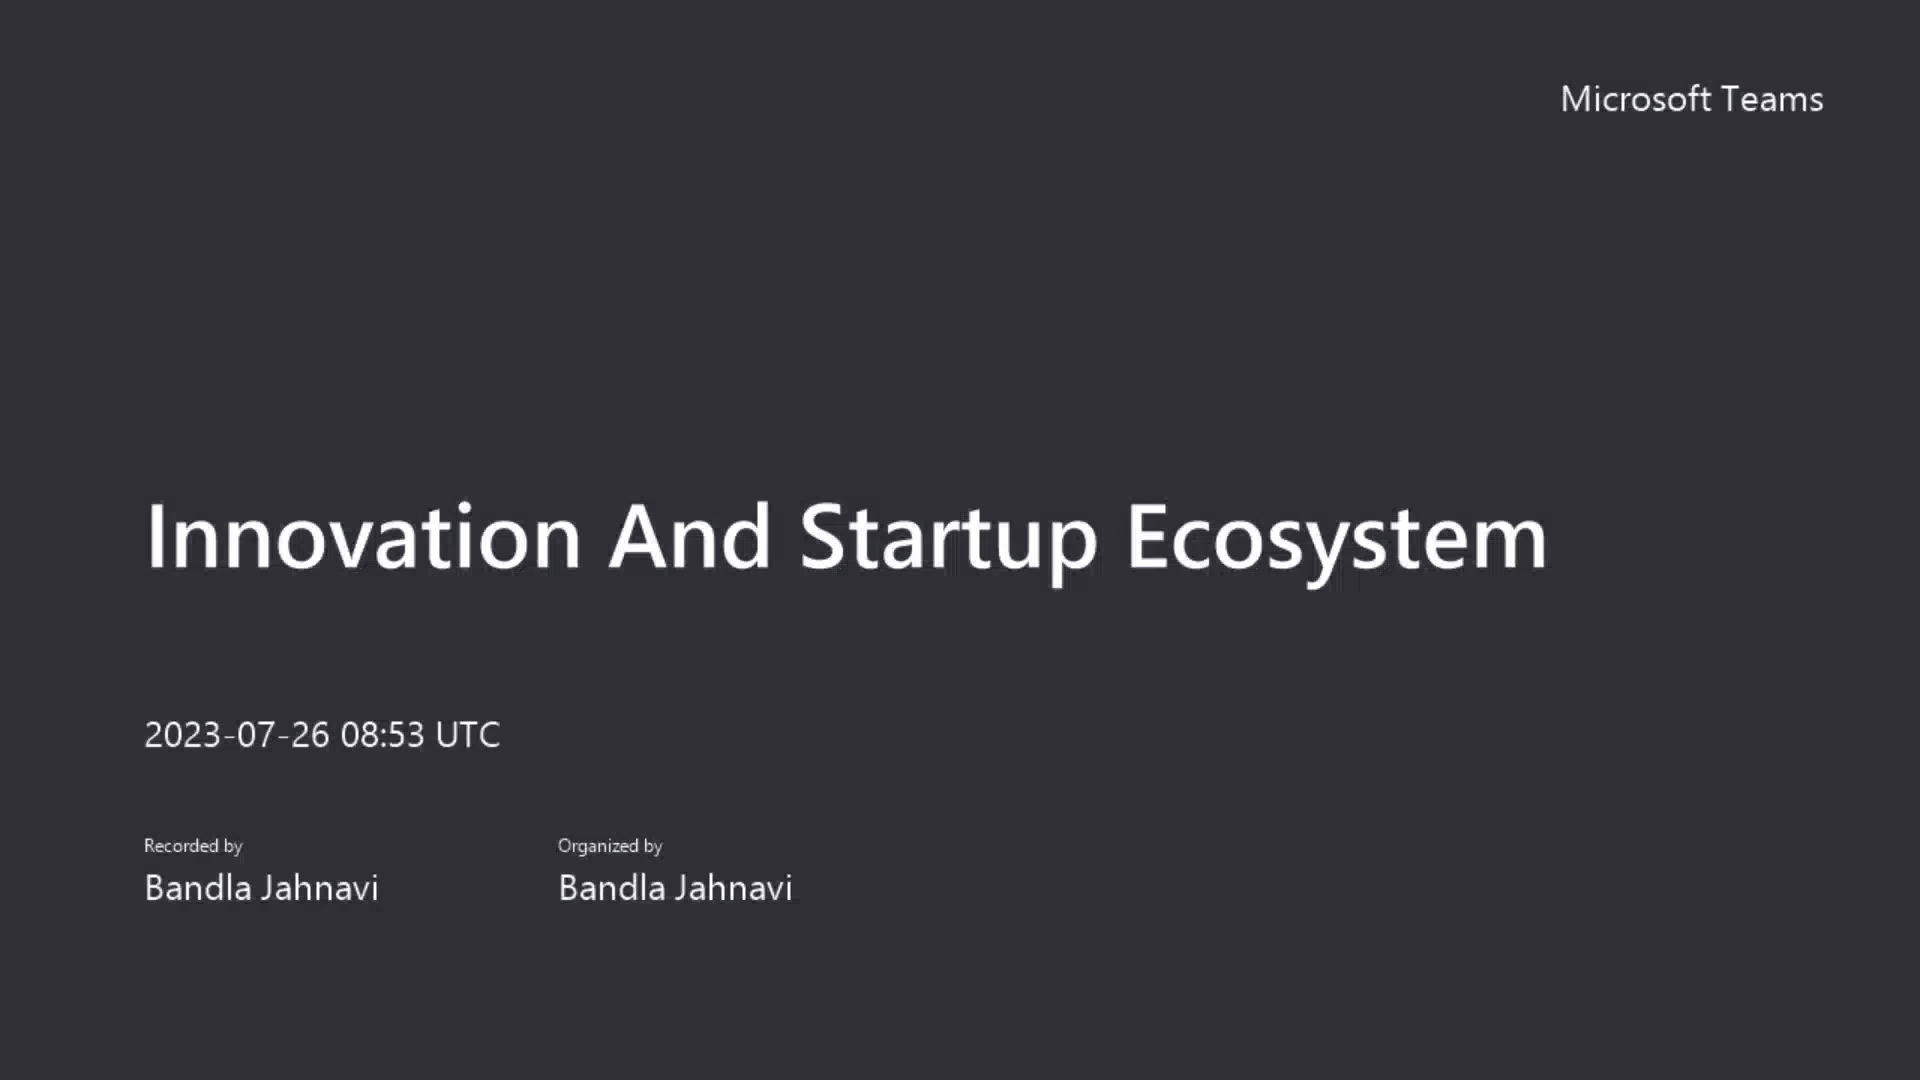 Microsoft Teams
Innovation And Startup Ecosystem
2023-07-26 08:53 UTC
Recorded by
Organized by
Bandla Jahnavi
Bandla Jahnavi